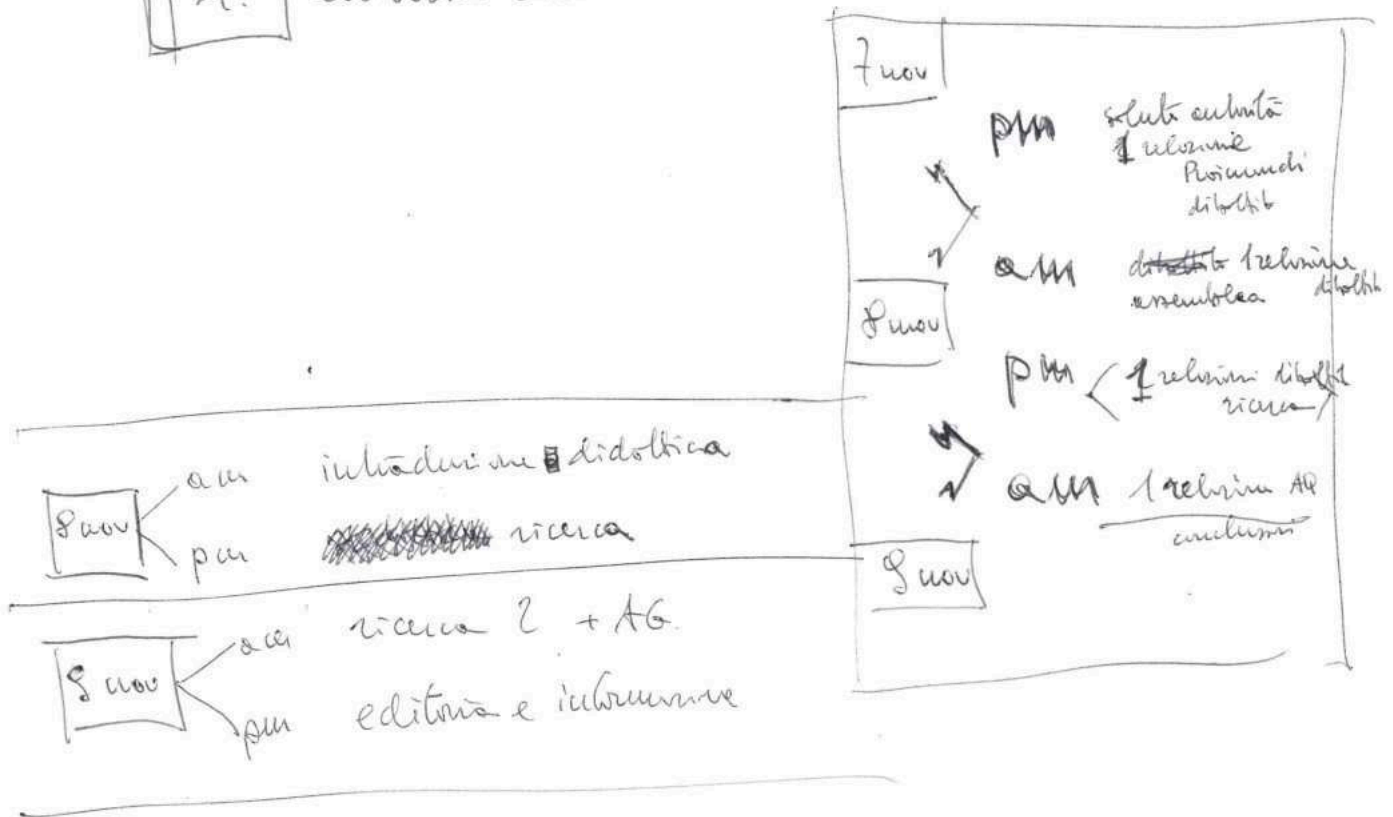 7 nov
pm saluti autorità
1 relazione
dibattito
am 1 relazione
assemblea dibattito
8 nov
pm 1 relazioni dibattito
ricerca
am 1 relazione AQ
conclusioni
9 nov
8 nov
am introduzione didattica
pm ricerca
9 nov
am ricerca 2 + AG.
pm editoria e informazione